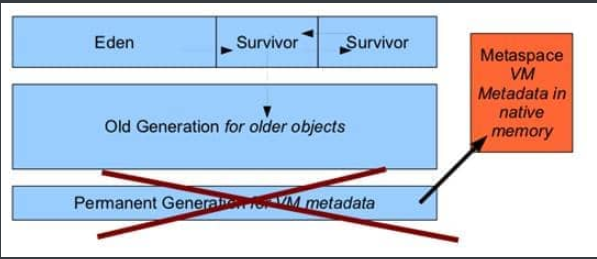 Eden
Survivor
Survivor
Old Generation for older objects
Permanent Generation for VM metadata
Metaspace
VM
Metadata in
native
memory